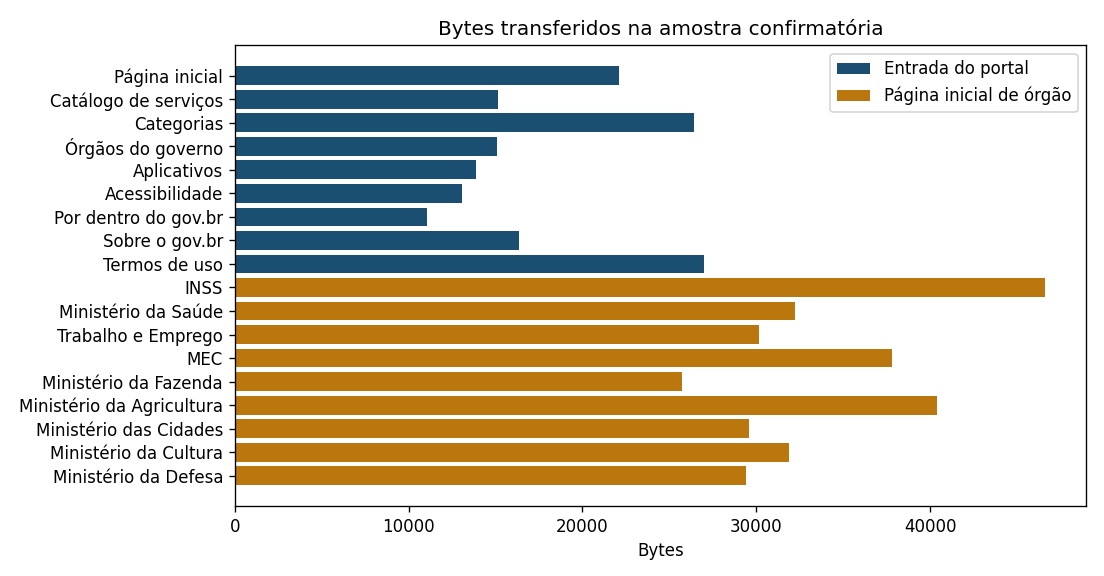 Bytes transferidos na amostra confirmatória
Entrada do portal
Página inicial de órgão
Página inicial
Catálogo de serviços
Categorias
Órgãos do governo
Aplicativos
Acessibilidade
Por dentro do gov.br
Sobre o gov.br
Termos de uso
INSS
Ministério da Saúde
Trabalho e Emprego
MEC
Ministério da Fazenda
Ministério da Agricultura
Ministério das Cidades
Ministério da Cultura
Ministério da Defesa
0 10000 20000 30000 40000
Bytes